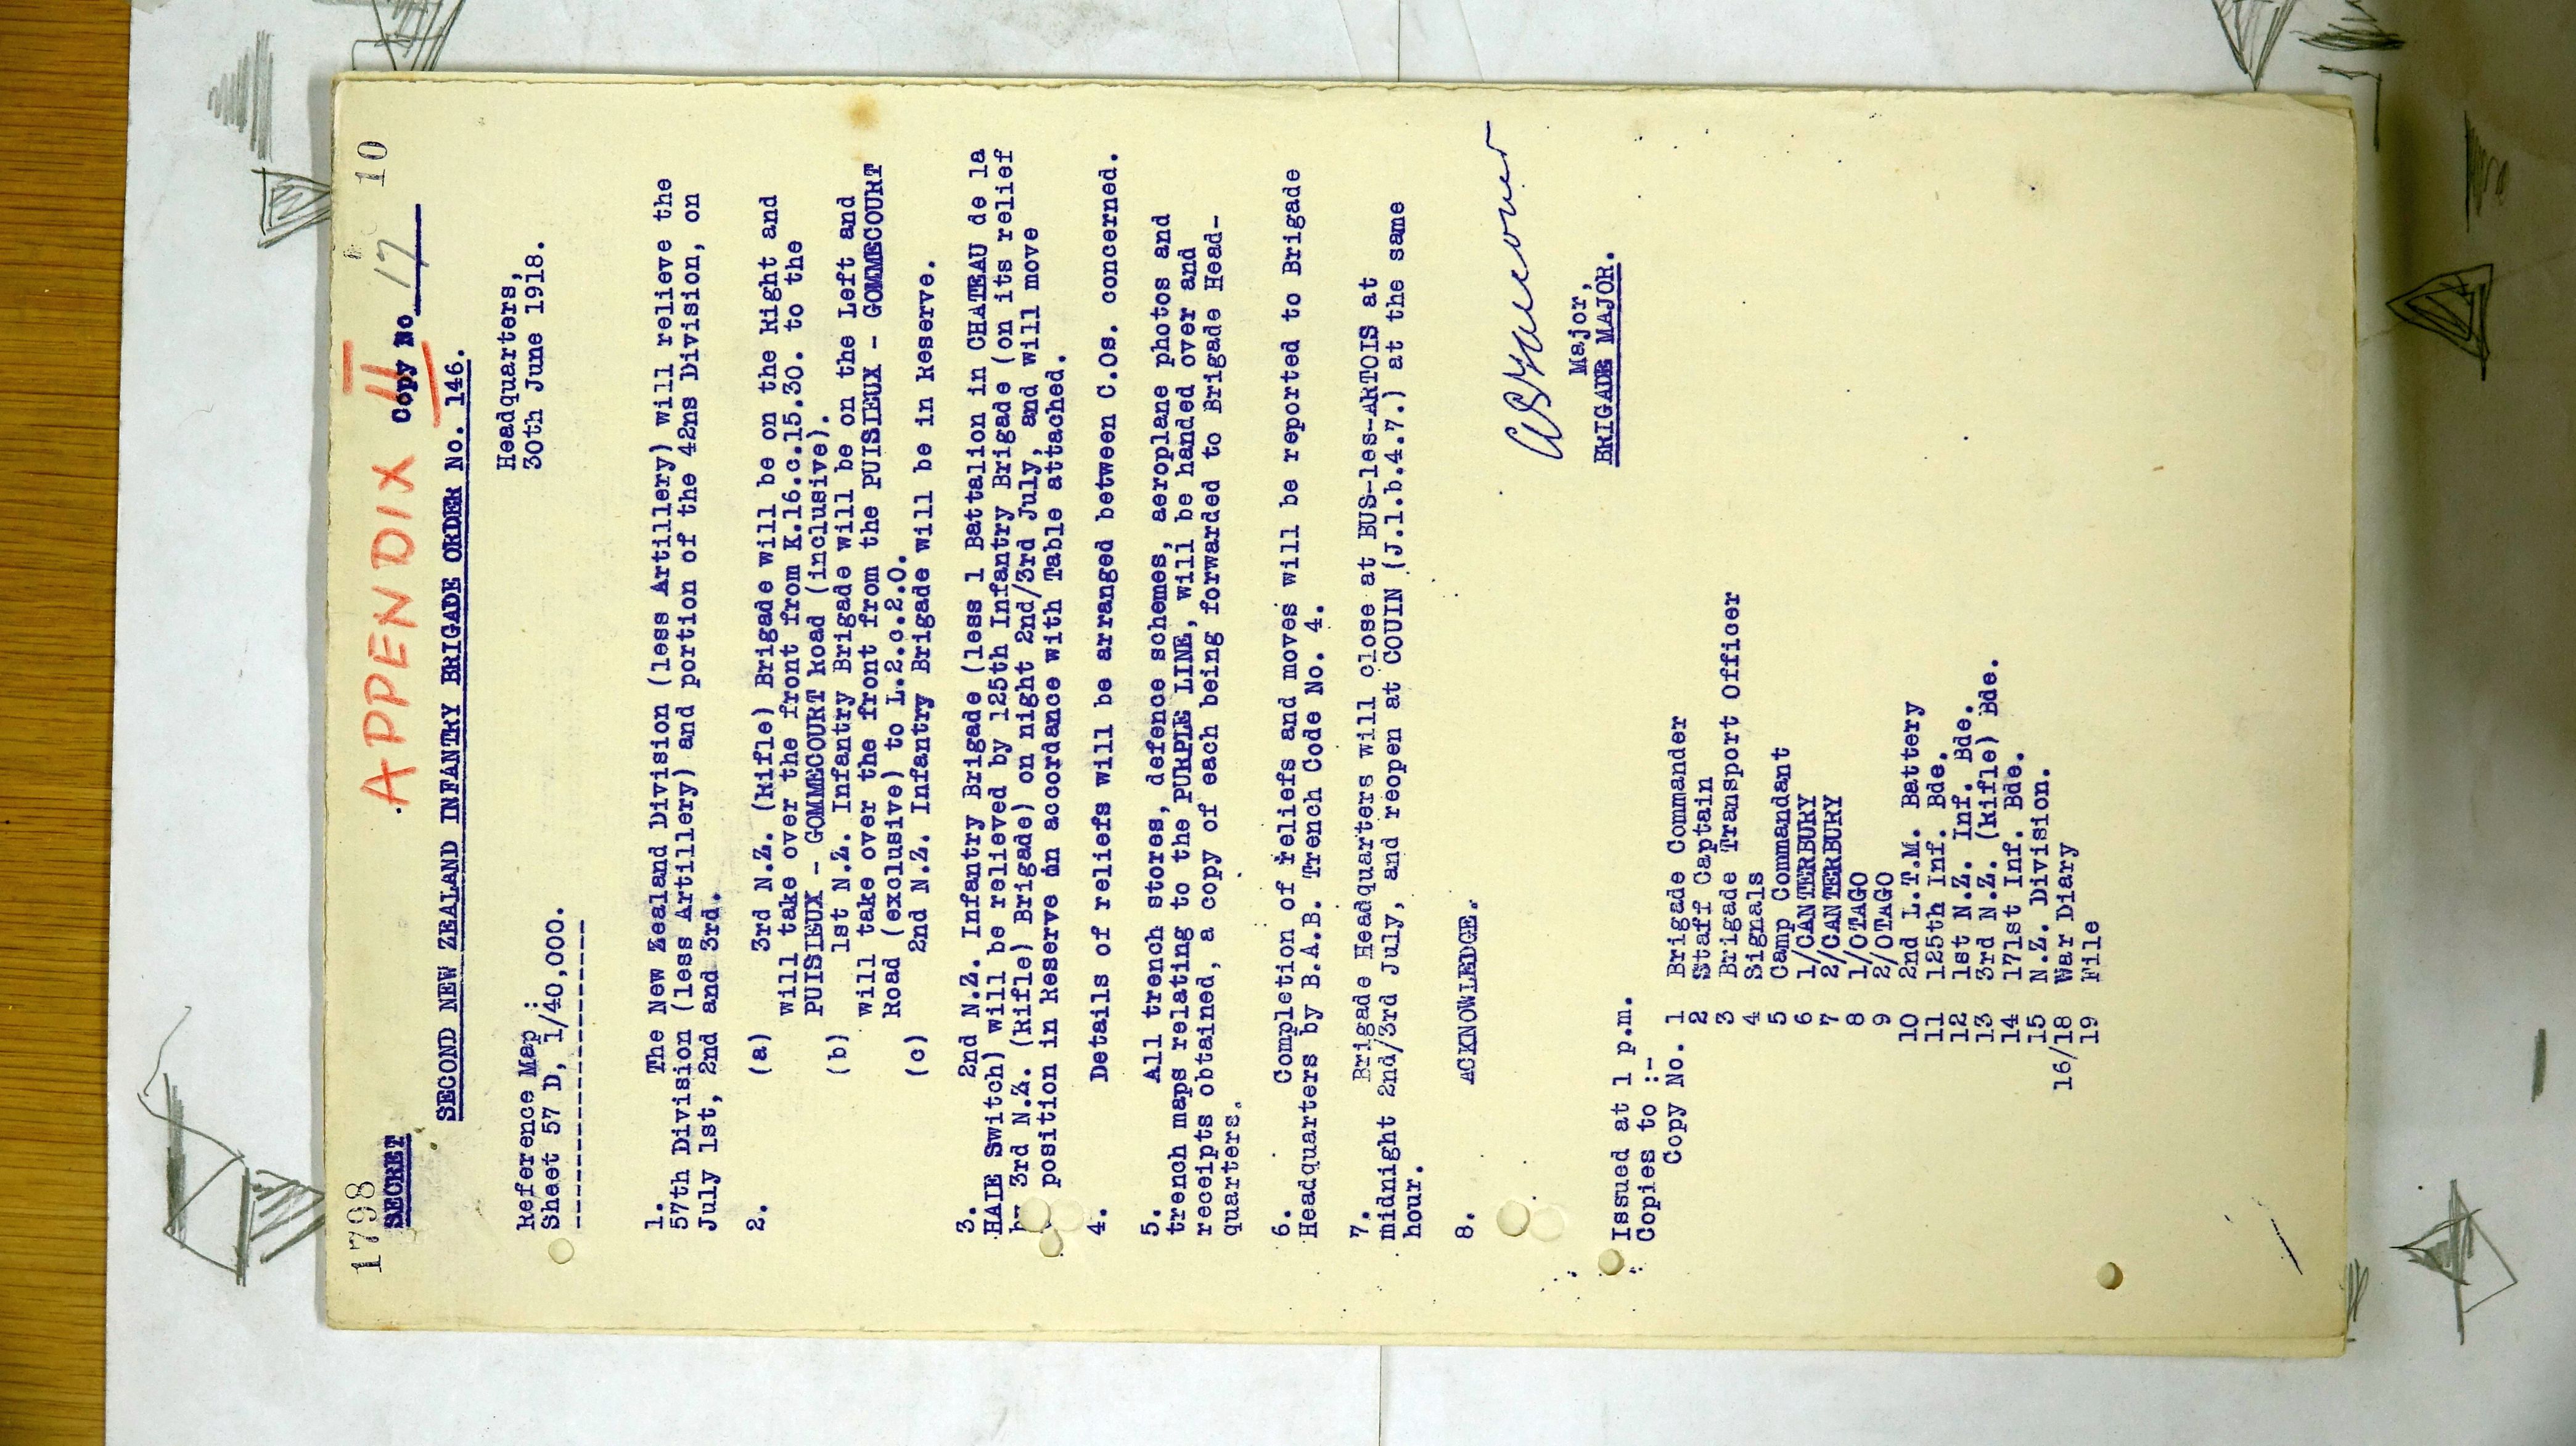 1798
10
SECRET
APPENDIX II
Copy No 17
SECOND NEW ZEALAND INFANTRY BRIGADE ORDER No. 146.
Headquarters,
30th June 1918.
Reference Map :
Sheet 57 D, 1/40,000.
1. The New Zealand Division (less Artillery) will relieve the
57th Division (less Artillery) and portion of the 42ns Division, on
July 1st, 2nd and 3rd.
2. (a) 3rd N.Z. (Rifle) Brigade will be on the Right and
will take over the front from K.16.c.15.30. to the
PUISIEUX - GOMMECOURT Road (inclusive).
(b) 1st N.Z. Infantry Brigade will be on the Left and
will take over the front from the PUISIEUX - GOMMECOURT
Road (exclusive) to L.2.c.2.0.
(c) 2nd N.Z. Infantry Brigade will be in Reserve.
3. 2nd N.Z. Infantry Brigade (less 1 Battalion in CHATEAU de la
HAIE Switch) will be relieved by 125th Infantry Brigade (on its relief
by 3rd N.Z. (Rifle) Brigade) on night 2nd/3rd July, and will move
position in Reserve in accordance with Table attached.
4. Details of reliefs will be arranged between C.Os. concerned.
5. All trench stores, defence schemes, aeroplane photos and
trench maps relating to the PURPLE LINE, will be handed over and
receipts obtained, a copy of each being forwarded to Brigade Head-
quarters.
6. Completion of reliefs and moves will be reported to Brigade
Headquarters by B.A.B. Trench Code No. 4.
7. Brigade Headquarters will close at BUS-les-ARTOIS at
midnight 2nd/3rd July, and reopen at COUIN (J.1.b.4.7.) at the same
hour.
8. ACKNOWLEDGE.
Major,
BRIGADE MAJOR.
Issued at 1 p.m.
Copies to :-
Copy No. 1 Brigade Commander
2 Staff Captain
3 Brigade Transport Officer
4 Signals
5 Camp Commandant
6 1/CANTERBURY
7 2/CANTERBURY
8 1/OTAGO
9 2/OTAGO
10 2nd L.T.M. Battery
11 125th Inf. Bde.
12 1st N.Z. Inf. Bde.
13 3rd N.Z. (Rifle) Bde.
14 171st Inf. Bde.
15 N.Z. Division.
16/18 War Diary
19 File